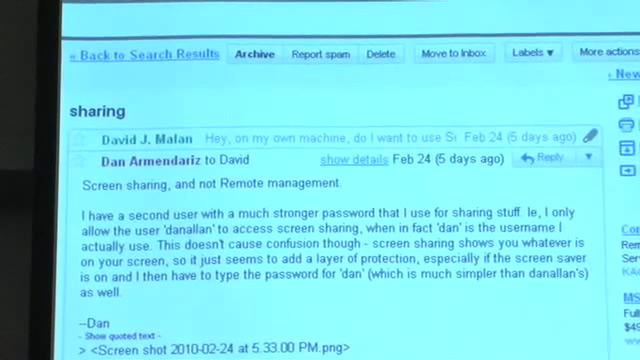 « Back to Search Results Archive Report spam Delete Move to Inbox Labels ▼ More actions
‹ New
sharing
David J. Malan Hey, on my own machine, do I want to use Feb 24 (5 days ago)
Dan Armendariz to David show details Feb 24 (5 days ago) Reply ▼
Screen sharing, and not Remote management.
I have a second user with a much stronger password that I use for sharing stuff. Ie, I only
allow the user 'danallan' to access screen sharing, when in fact 'dan' is the username I
actually use. This doesn't cause confusion though - screen sharing shows you whatever is
on your screen, so it just seems to add a layer of protection, especially if the screen saver
is on and I then have to type the password for 'dan' (which is much simpler than danallan's)
as well.
--Dan
- Show quoted text -
> <Screen shot 2010-02-24 at 5.33.00 PM.png>
Rem
Serv
MS
Full
$49